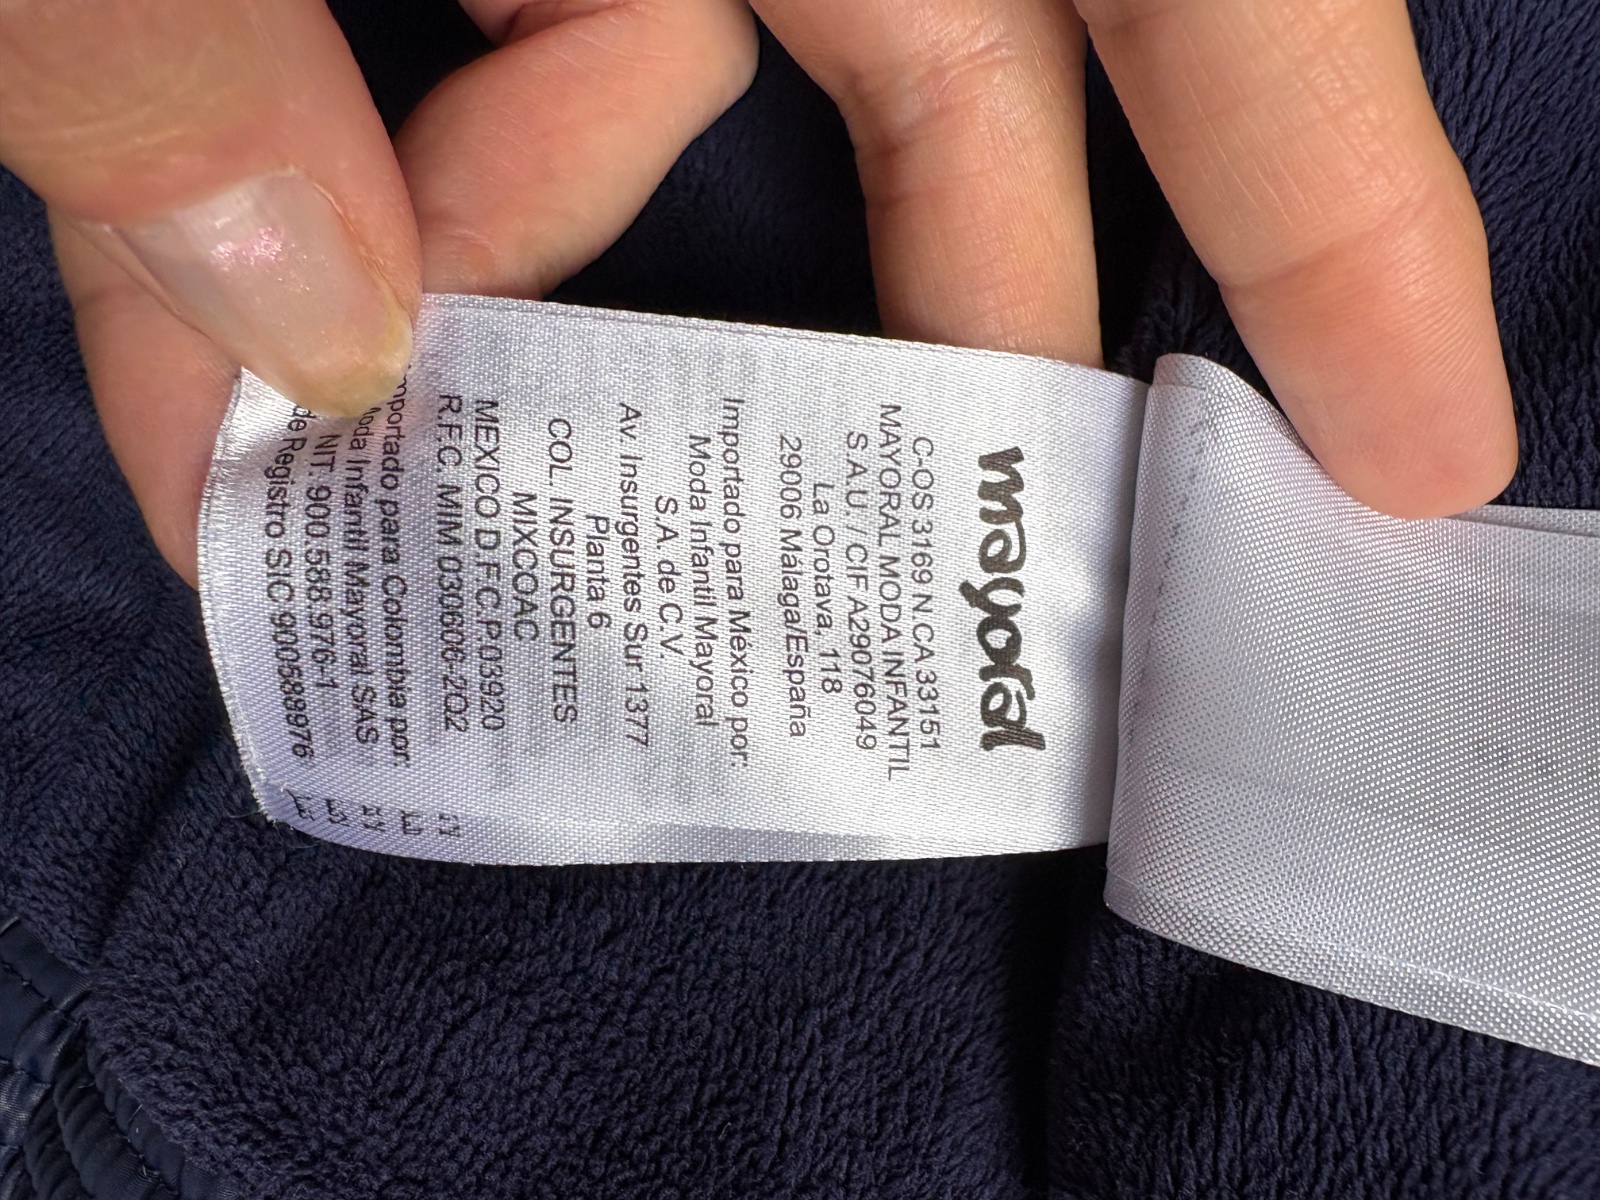 mayoral
C-OS 3169 N CA 33151
MAYORAL MODA INFANTIL
S.A.U. / CIF A29076049
La Orotava, 118
29006 Málaga/España
Importado para México por:
Moda Infantil Mayoral
S.A. de C.V.
Av. Insurgentes Sur 1377
Planta 6
COL. INSURGENTES
MIXCOAC
MEXICO D F C.P.03920
R.F.C. MIM 030606-2Q2
Importado para Colombia por:
Moda Infantil Mayoral SAS
NIT. 900.588.976-1
de Registro SIC 900588976